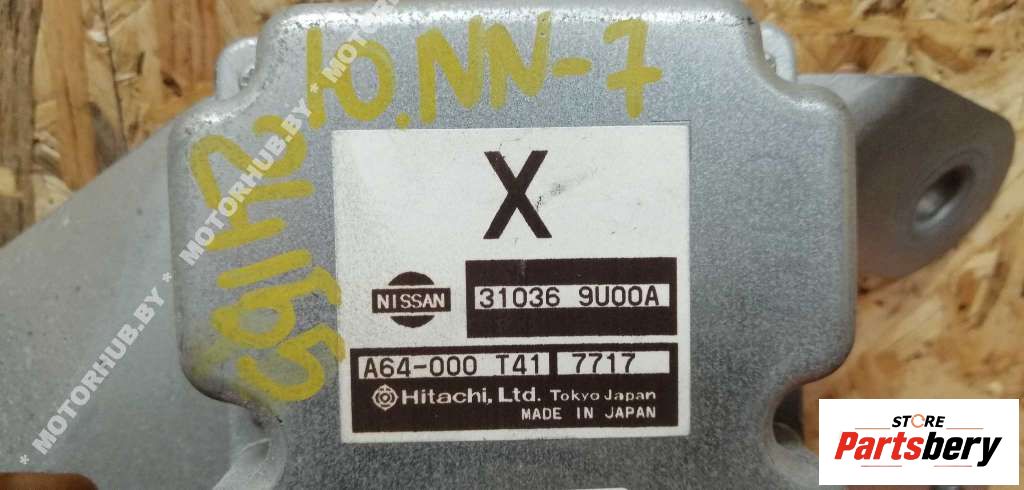 10.NN-7
X
NISSAN
31036 9U00A
A64-000 T41 7717
Hitachi, Ltd. Tokyo Japan
MADE IN JAPAN
* MOTORHUB.BY * MOTORHUB.BY * MOTORHUB.BY
STORE
Partsbery